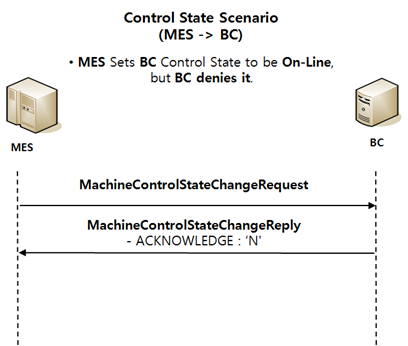 Control State Scenario
(MES -> BC)
• MES Sets BC Control State to be On-Line,
but BC denies it.
MES
BC
MachineControlStateChangeRequest
MachineControlStateChangeReply
- ACKNOWLEDGE : 'N'